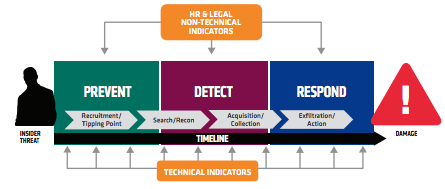 HR & LEGAL
NON-TECHNICAL
INDICATORS
PREVENT
DETECT
RESPOND
Recruitment/
Tipping Point
Search/Recon
Acquisition/
Collection
Exfiltration/
Action
!
INSIDER
THREAT
TIMELINE
DAMAGE
TECHNICAL INDICATORS